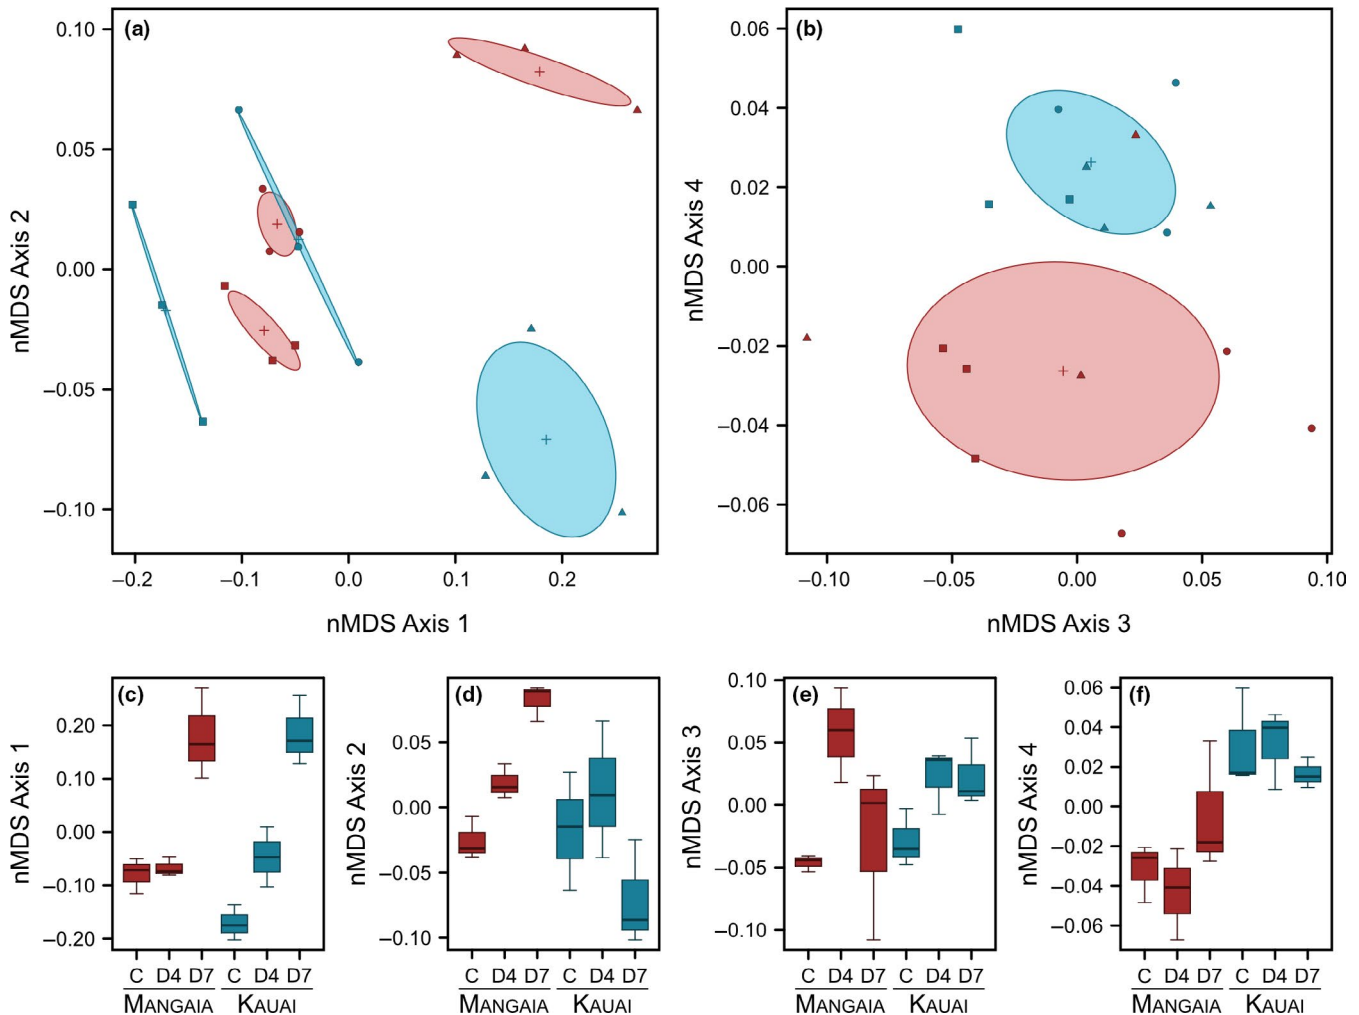 (a)
0.10
0.05
0.00
−0.05
−0.10
nMDS Axis 2
−0.2
−0.1
0.0
0.1
0.2
nMDS Axis 1
(b)
0.06
0.04
0.02
0.00
−0.02
−0.04
−0.06
nMDS Axis 4
−0.10
−0.05
0.00
0.05
0.10
nMDS Axis 3
(c)
0.20
0.10
0.00
−0.10
−0.20
nMDS Axis 1
C D4 D7 C D4 D7
MANGAIA KAUAI
(d)
0.05
0.00
−0.05
−0.10
nMDS Axis 2
C D4 D7 C D4 D7
MANGAIA KAUAI
(e)
0.10
0.05
0.00
−0.05
−0.10
nMDS Axis 3
C D4 D7 C D4 D7
MANGAIA KAUAI
(f)
0.06
0.04
0.02
0.00
−0.02
−0.04
−0.06
nMDS Axis 4
C D4 D7 C D4 D7
MANGAIA KAUAI